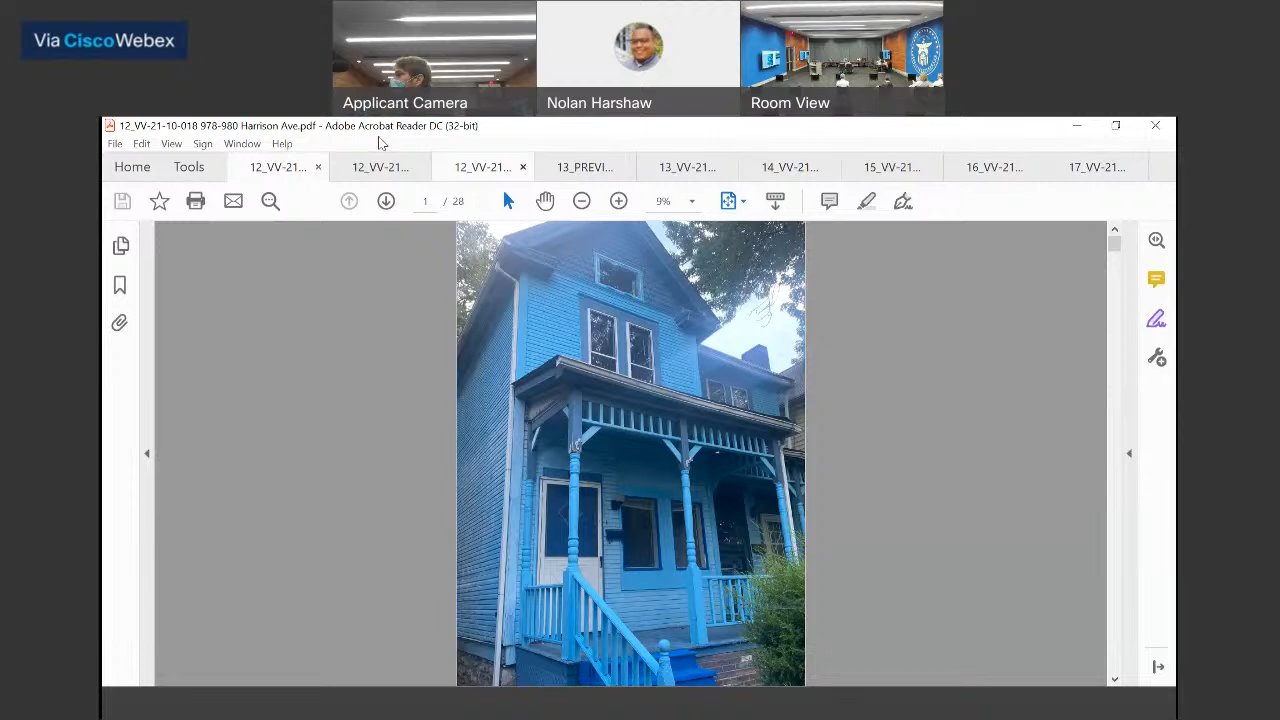 Via Cisco Webex
Applicant Camera
Nolan Harshaw
Room View
12_VV-21-10-018 978-980 Harrison Ave.pdf - Adobe Acrobat Reader DC (32-bit)
File Edit View Sign Window Help
Home Tools 12_VV-21... 12_VV-21... 12_VV-21... 13_PREVI... 13_VV-21... 14_VV-21... 15_VV-21... 16_VV-21... 17_VV-21...
1 / 28 9%